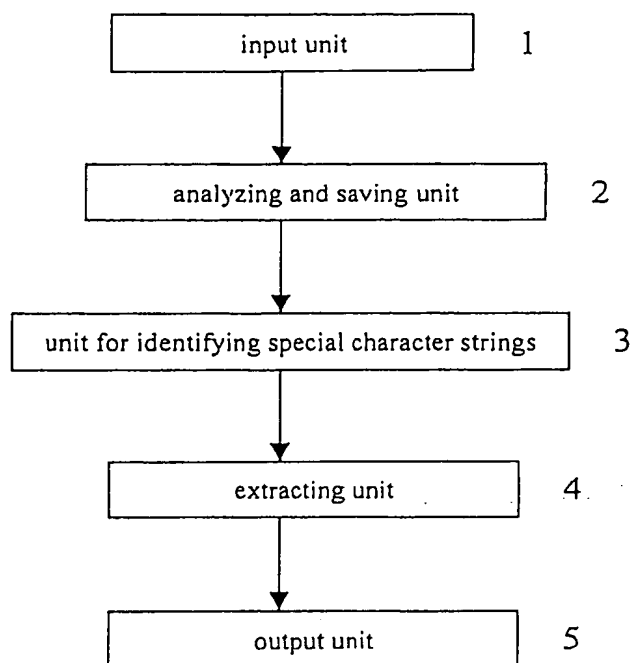 input unit 1
analyzing and saving unit 2
unit for identifying special character strings 3
extracting unit 4
output unit 5